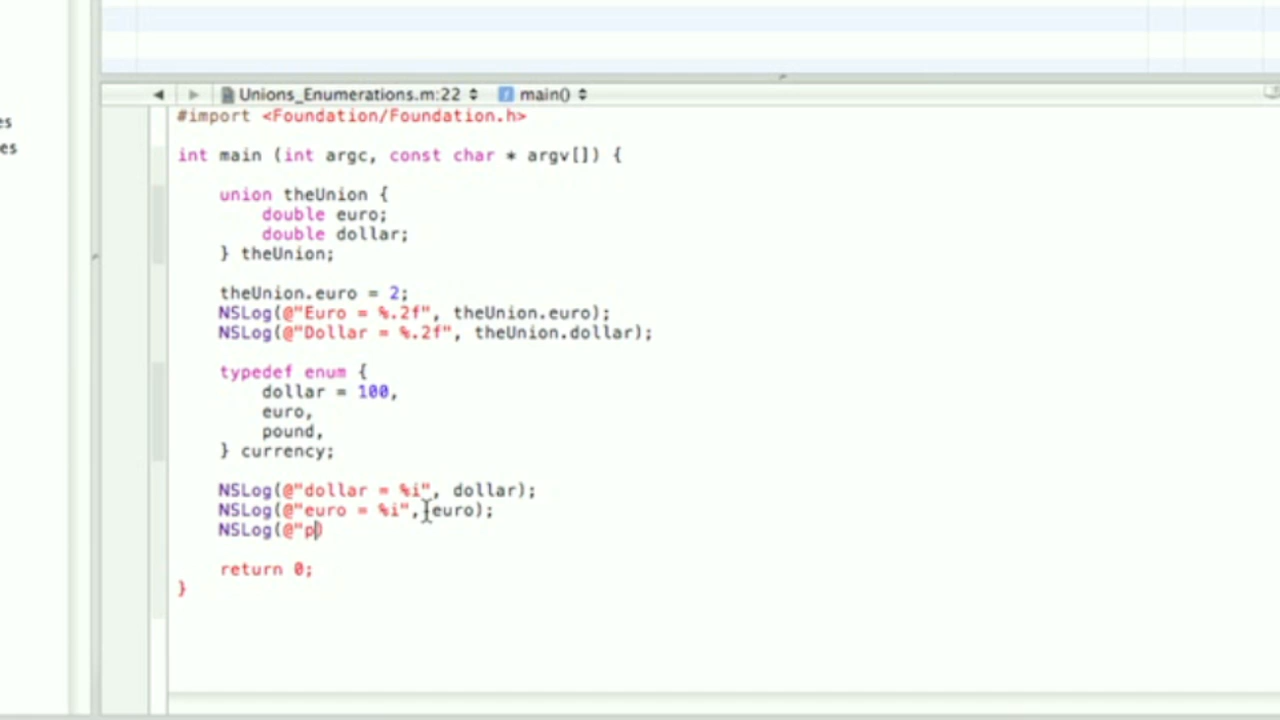 Unions_Enumerations.m:22 main()
es
#import <Foundation/Foundation.h>
es
int main (int argc, const char * argv[]) {
union theUnion {
double euro;
double dollar;
} theUnion;
theUnion.euro = 2;
NSLog(@"Euro = %.2f", theUnion.euro);
NSLog(@"Dollar = %.2f", theUnion.dollar);
typedef enum {
dollar = 100,
euro,
pound,
} currency;
NSLog(@"dollar = %i", dollar);
NSLog(@"euro = %i", euro);
NSLog(@"p)
return 0;
}